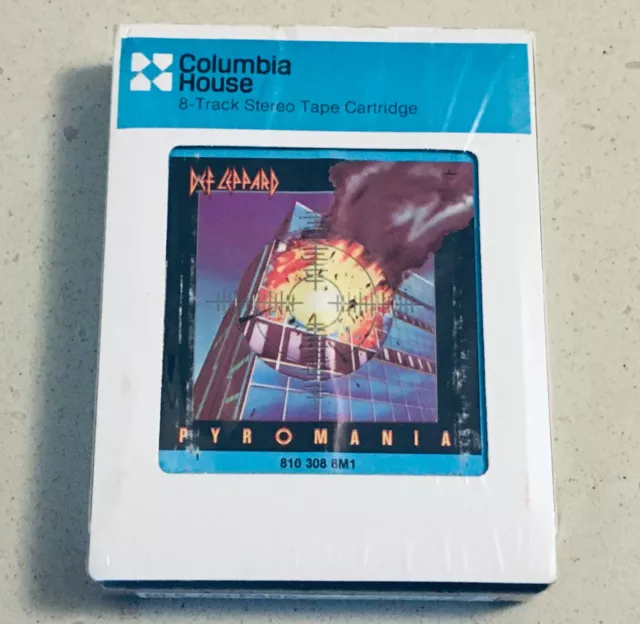 Columbia
House
8-Track Stereo Tape Cartridge
DEF LEPPARD
PYROMANIA
810 308 8M1